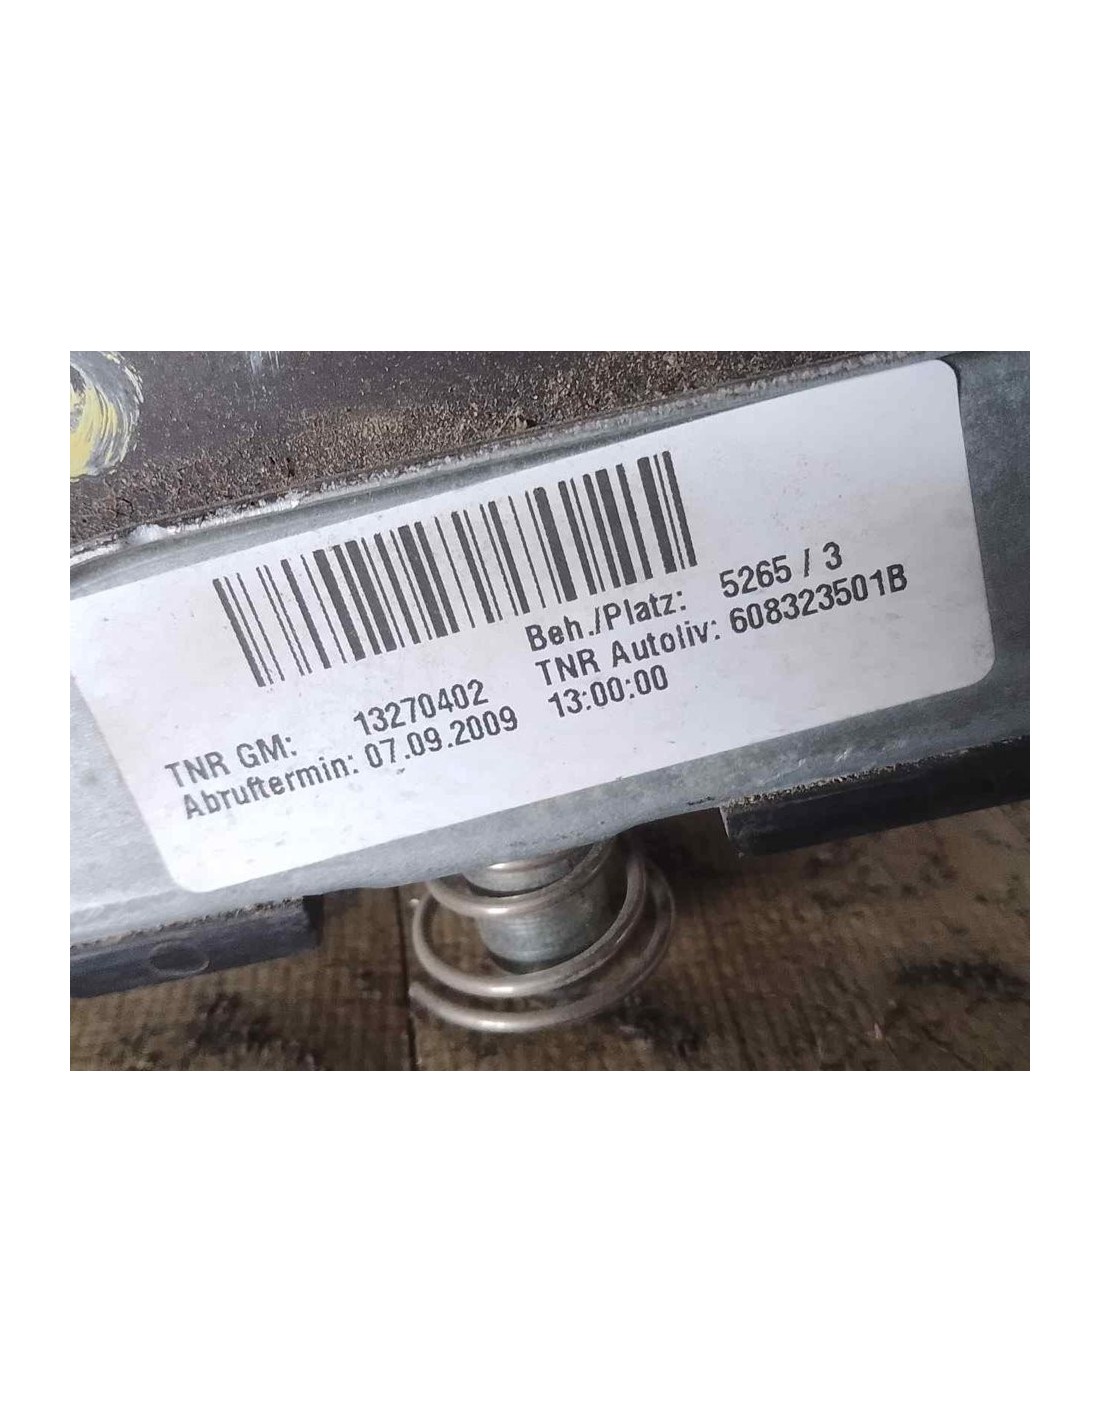 Beh./Platz: 5265 / 3
TNR GM: 13270402 TNR Autoliv: 608323501B
Abruftermin: 07.09.2009 13:00:00